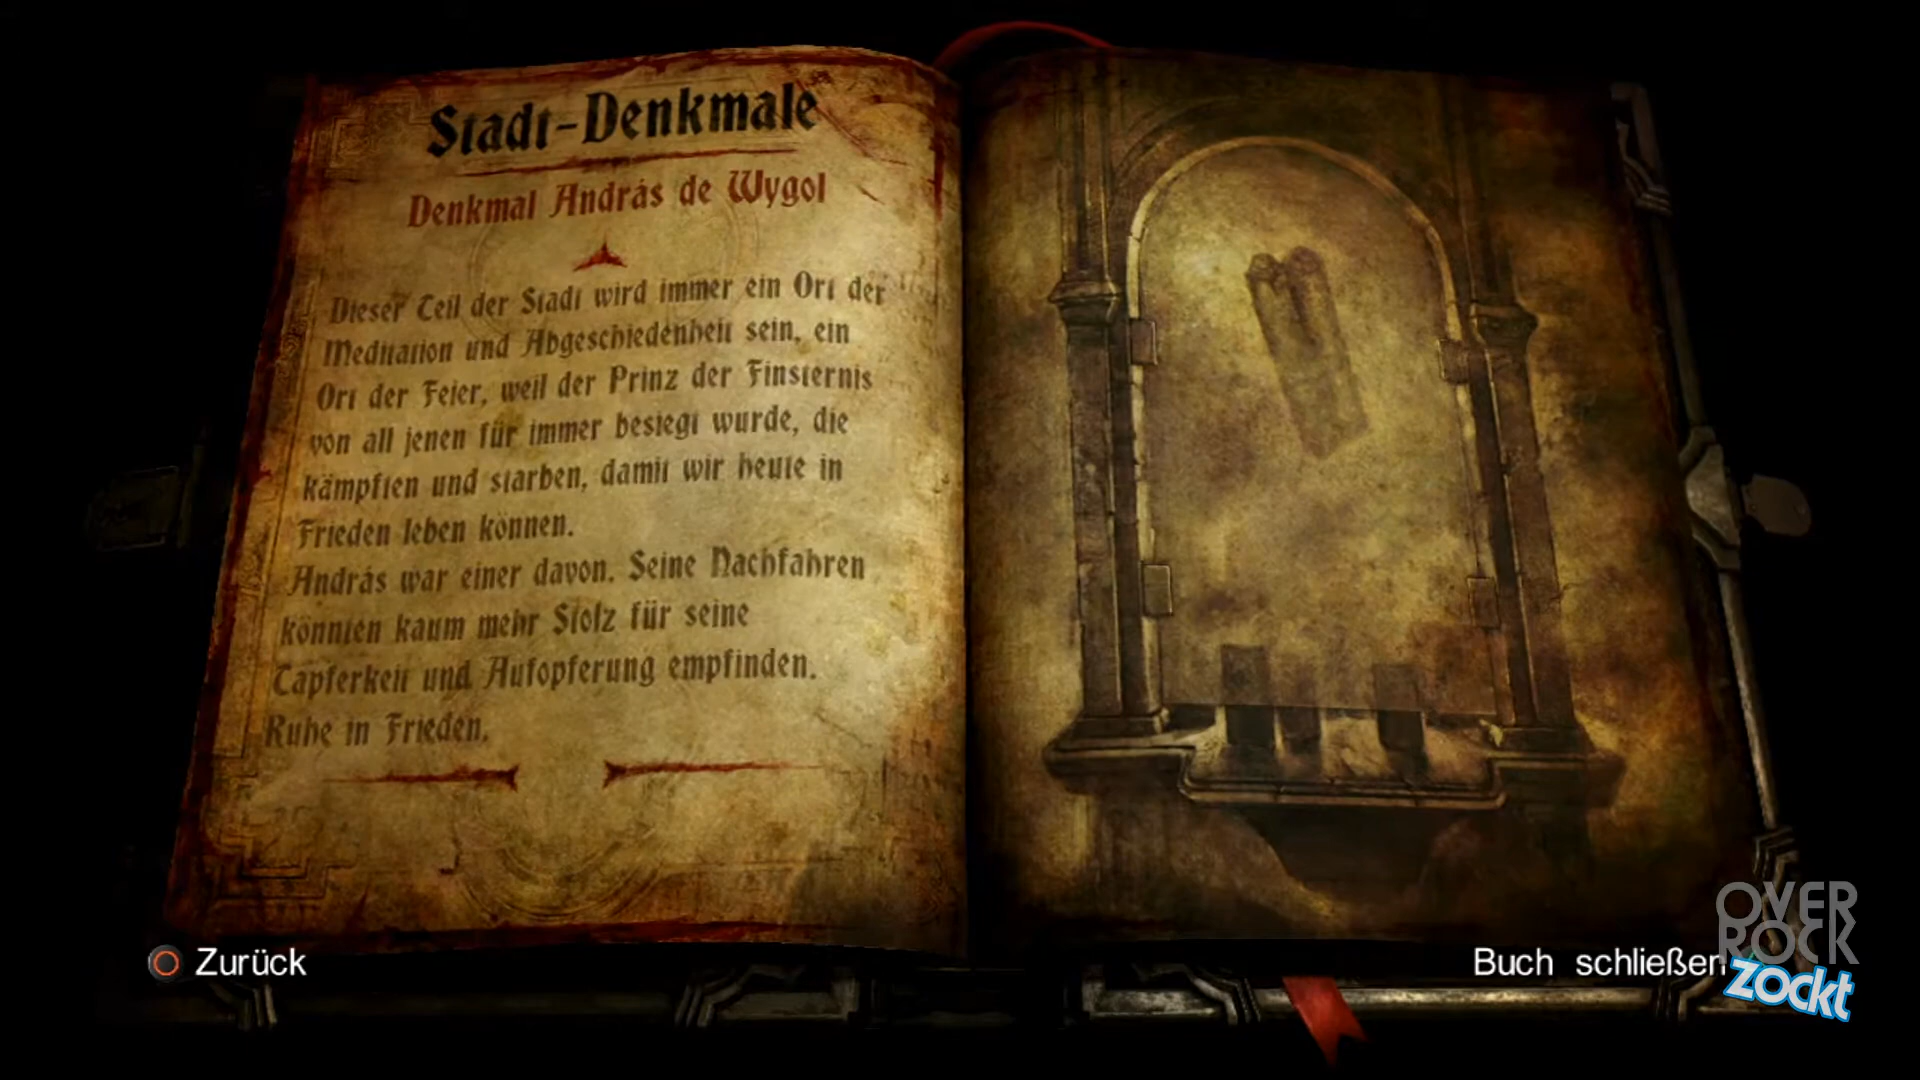 Stadt-Denkmale
Denkmal András de Wygol
Dieser Teil der Stadt wird immer ein Ort der
Meditation und Abgeschiedenheit sein, ein
Ort der Feier, weil der Prinz der Finsternis
von all jenen für immer besiegt wurde, die
kämpften und starben, damit wir heute in
Frieden leben können.
András war einer davon. Seine Nachfahren
könnten kaum mehr Stolz für seine
Tapferkeit und Aufopferung empfinden.
Ruhe in Frieden.
Zurück
Buch schließen
OVER
ROCK
zockt